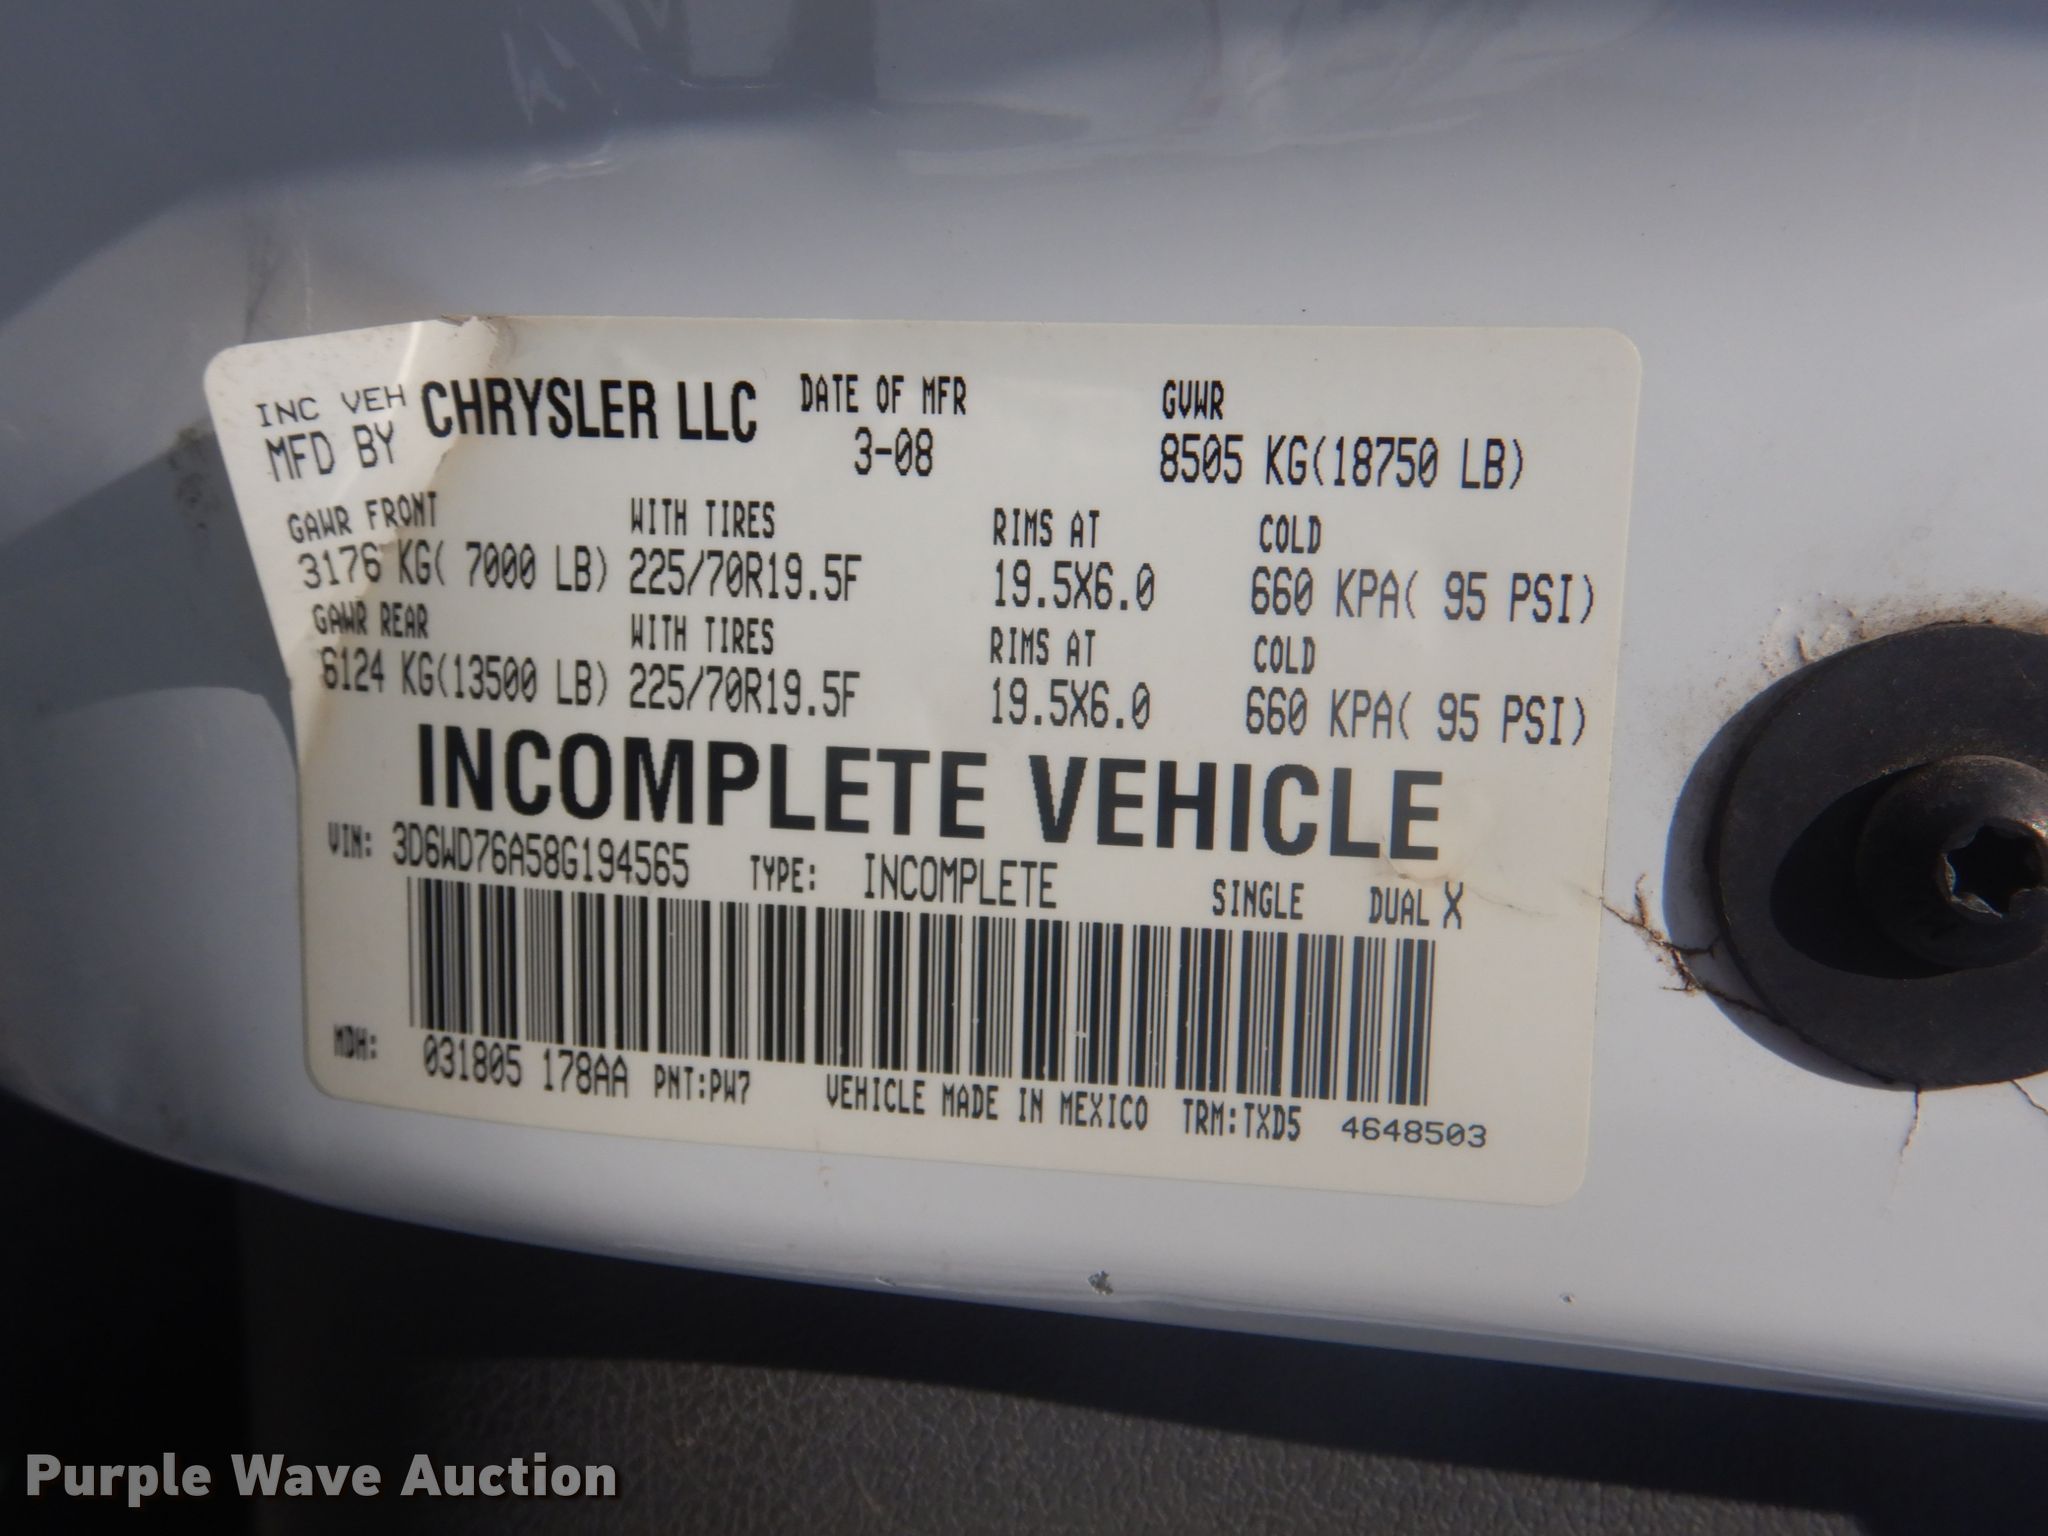 INC VEH
MFD BY CHRYSLER LLC DATE OF MFR 3-08 GVWR 8505 KG(18750 LB)
GAWR FRONT WITH TIRES RIMS AT COLD
3176 KG( 7000 LB) 225/70R19.5F 19.5X6.0 660 KPA( 95 PSI)
GAWR REAR WITH TIRES RIMS AT COLD
6124 KG(13500 LB) 225/70R19.5F 19.5X6.0 660 KPA( 95 PSI)
INCOMPLETE VEHICLE
VIN: 3D6WD76A58G194565 TYPE: INCOMPLETE SINGLE DUAL X
MDH: 031805 178AA PNT:PW7 VEHICLE MADE IN MEXICO TRM:TXD5 4648503
Purple Wave Auction